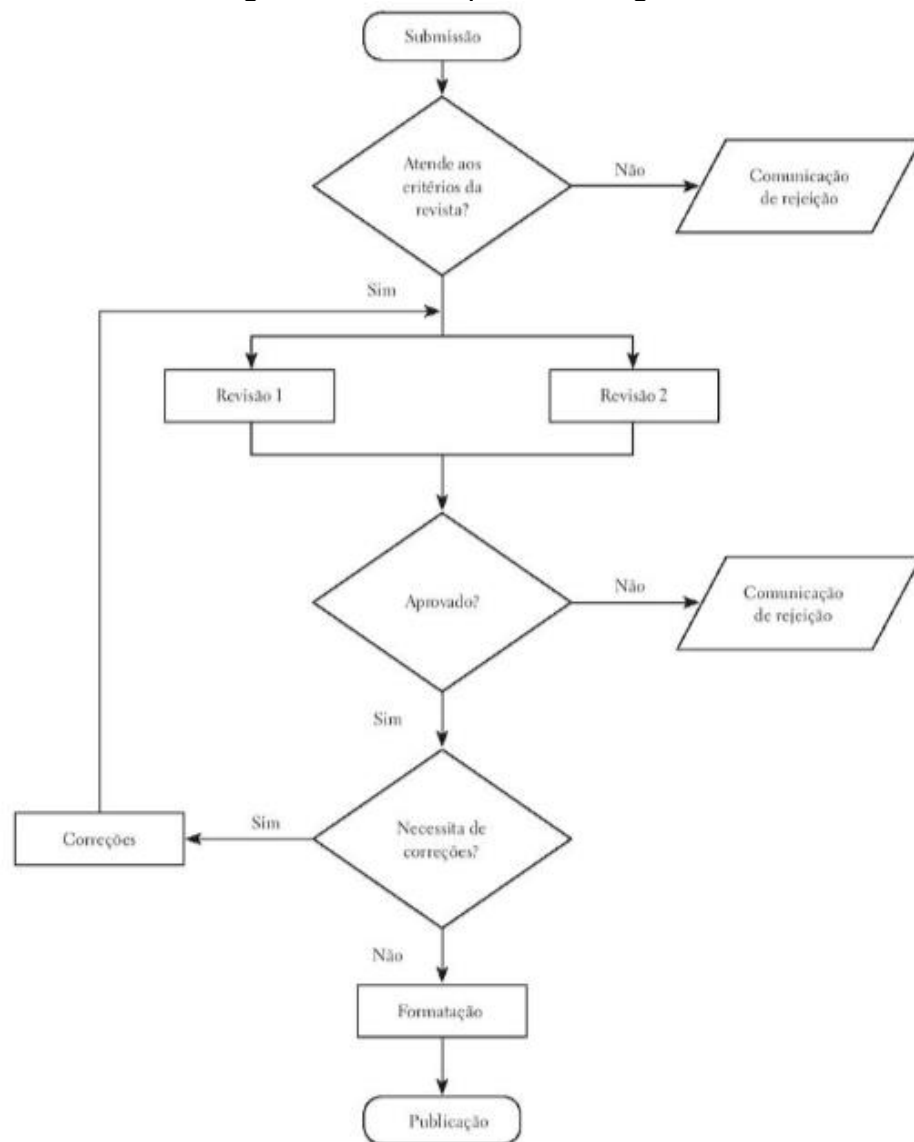 Submissão
Atende aos
critérios da
revista?
Não
Comunicação
de rejeição
Sim
Revisão 1
Revisão 2
Aprovado?
Não
Comunicação
de rejeição
Sim
Necessita de
correções?
Sim
Correções
Não
Formatação
Publicação